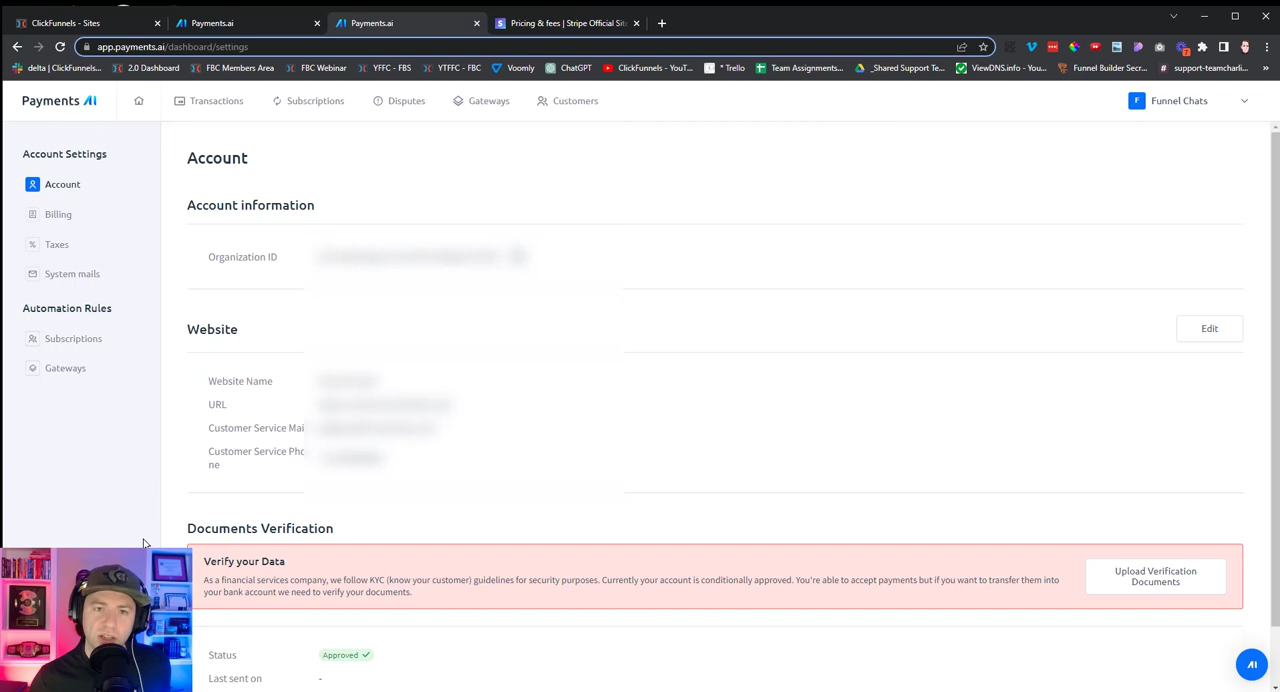 ClickFunnels - Sites
Payments.ai
Payments.ai
Pricing & fees | Stripe Official Sit
app.payments.ai/dashboard/settings
delta | ClickFunnels...
2.0 Dashboard
FBC Members Area
FBC Webinar
YFFC - FBS
YTFFC - FBC
Voomly
ChatGPT
ClickFunnels - YouT...
* Trello
Team Assignments...
_Shared Support Te...
ViewDNS.info - You...
Funnel Builder Secr...
support-teamcharli...
Payments AI
Transactions
Subscriptions
Disputes
Gateways
Customers
F
Funnel Chats
Account Settings
Account
Billing
Taxes
System mails
Automation Rules
Subscriptions
Gateways
Account
Account information
Organization ID
Website
Edit
Website Name
URL
Customer Service Mai
Customer Service Pho
ne
Documents Verification
Verify your Data
As a financial services company, we follow KYC (know your customer) guidelines for security purposes. Currently your account is conditionally approved. You're able to accept payments but if you want to transfer them into
your bank account we need to verify your documents.
Upload Verification
Documents
Status
Approved
Last sent on
-
AI